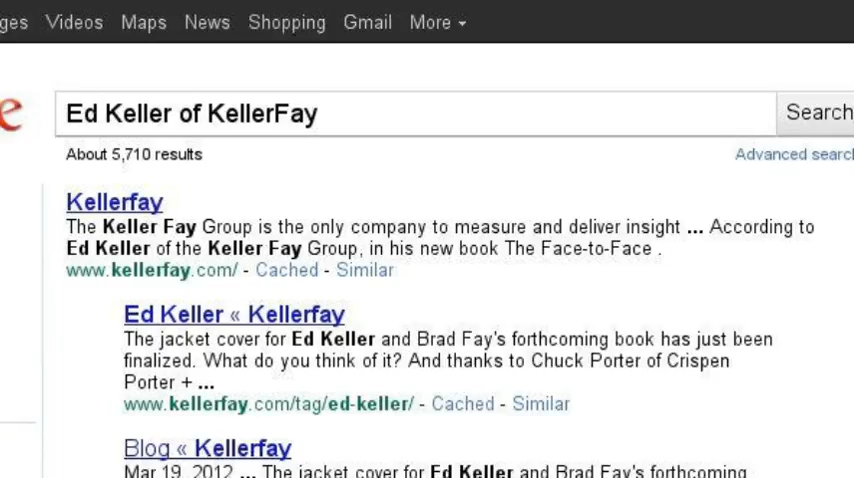 ges Videos Maps News Shopping Gmail More
e Ed Keller of KellerFay Search
About 5,710 results Advanced searc
Kellerfay
The Keller Fay Group is the only company to measure and deliver insight ... According to
Ed Keller of the Keller Fay Group, in his new book The Face-to-Face .
www.kellerfay.com/ - Cached - Similar
Ed Keller « Kellerfay
The jacket cover for Ed Keller and Brad Fay's forthcoming book has just been
finalized. What do you think of it? And thanks to Chuck Porter of Crispen
Porter + ...
www.kellerfay.com/tag/ed-keller/ - Cached - Similar
Blog « Kellerfay
Mar 19, 2012 ... The jacket cover for Ed Keller and Brad Fay's forthcoming